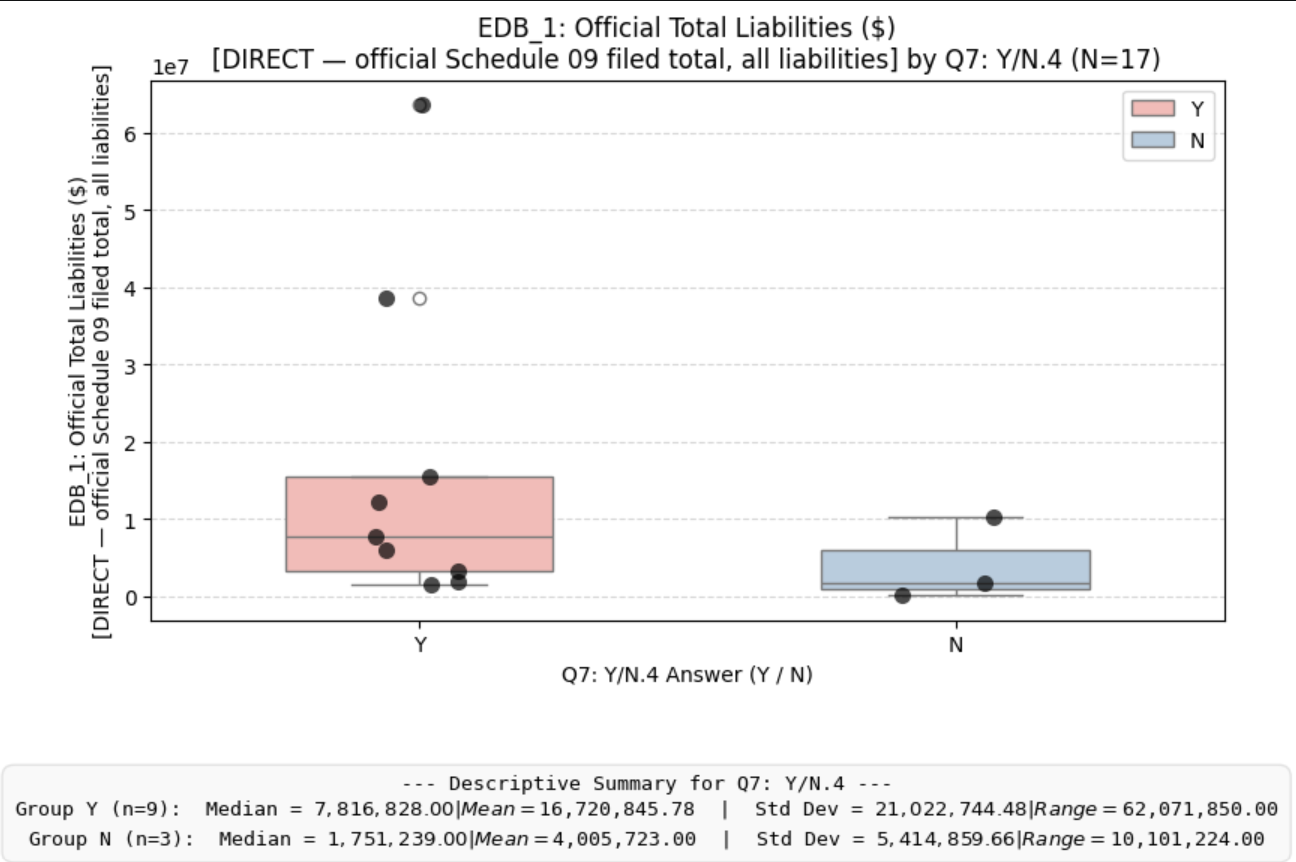 EDB_1: Official Total Liabilities ($)
[DIRECT — official Schedule 09 filed total, all liabilities] by Q7: Y/N.4 (N=17)
1e7
EDB_1: Official Total Liabilities ($)
[DIRECT — official Schedule 09 filed total, all liabilities]
6
5
4
3
2
1
0
Y
N
Y
N
Q7: Y/N.4 Answer (Y / N)
--- Descriptive Summary for Q7: Y/N.4 ---
Group Y (n=9): Median = 7,816,828.00|Mean=16,720,845.78 | Std Dev = 21,022,744.48|Range=62,071,850.00
Group N (n=3): Median = 1,751,239.00|Mean=4,005,723.00 | Std Dev = 5,414,859.66|Range=10,101,224.00